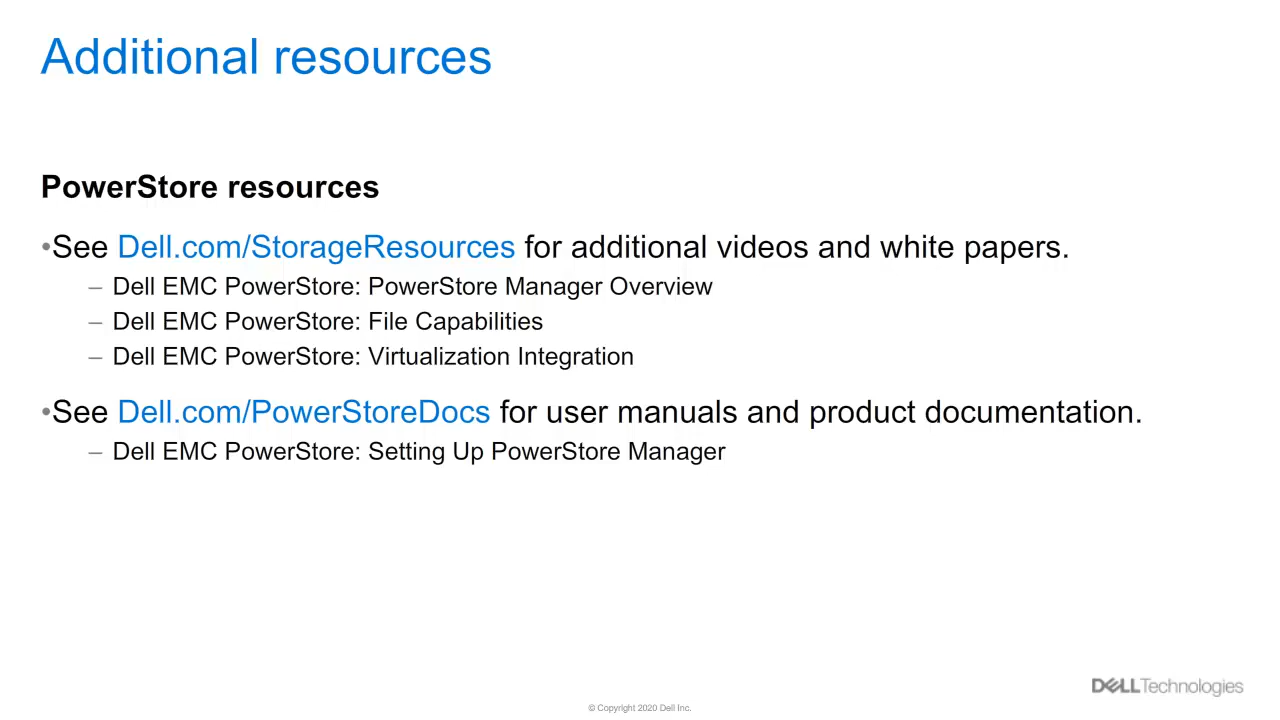 Additional resources
PowerStore resources
•See Dell.com/StorageResources for additional videos and white papers.
– Dell EMC PowerStore: PowerStore Manager Overview
– Dell EMC PowerStore: File Capabilities
– Dell EMC PowerStore: Virtualization Integration
•See Dell.com/PowerStoreDocs for user manuals and product documentation.
– Dell EMC PowerStore: Setting Up PowerStore Manager
DELLTechnologies
© Copyright 2020 Dell Inc.